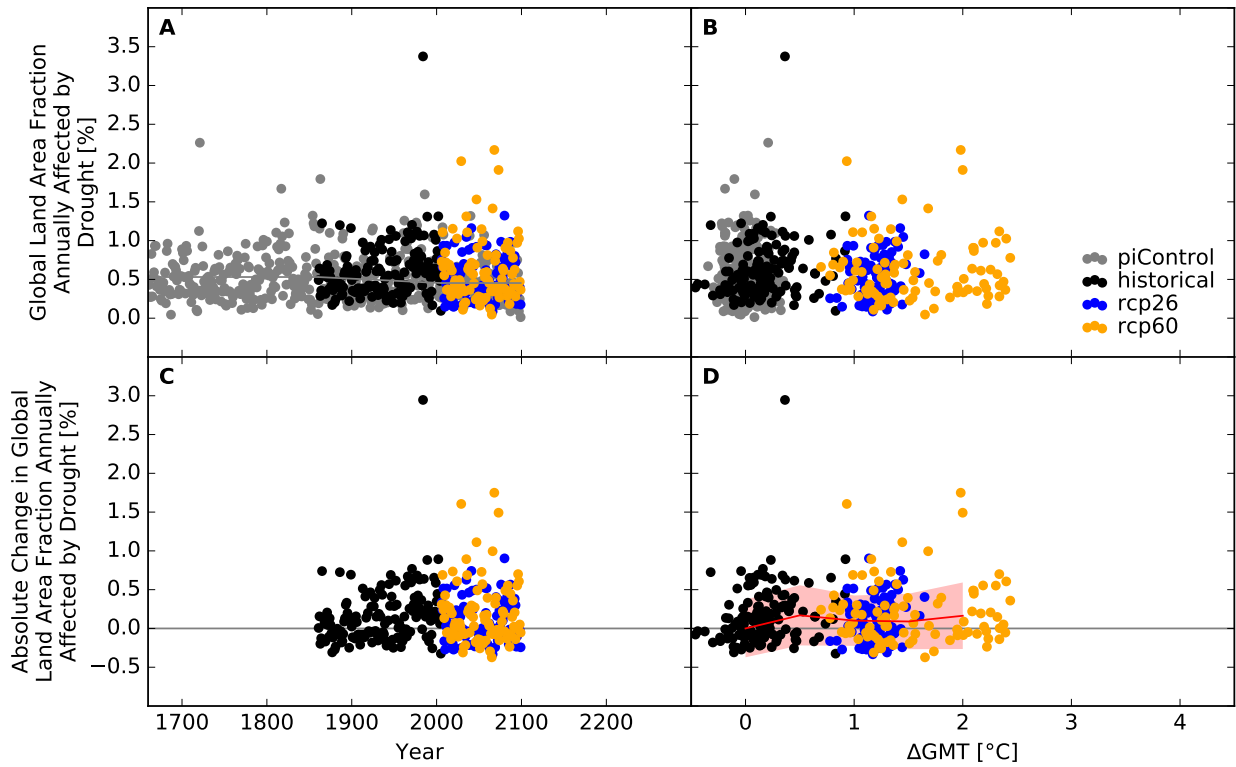 A
B
Global Land Area Fraction
Annually Affected by
Drought [%]
3.5
3.0
2.5
2.0
1.5
1.0
0.5
0.0
piControl
historical
rcp26
rcp60
C
D
Absolute Change in Global
Land Area Fraction Annually
Affected by Drought [%]
3.0
2.5
2.0
1.5
1.0
0.5
0.0
−0.5
1700 1800 1900 2000 2100 2200
0 1 2 3 4
Year
ΔGMT [°C]